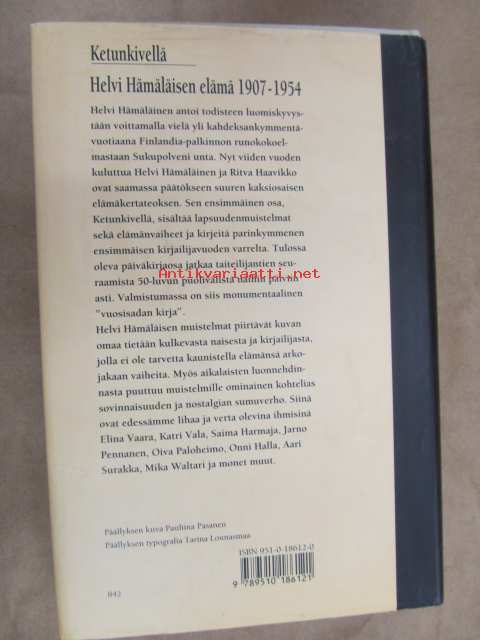 Ketunkivellä
Helvi Hämäläisen elämä 1907-1954
Helvi Hämäläinen antoi todisteen luomiskyvys-
tään voittamalla vielä yli kahdeksankymmentä-
vuotiaana Finlandia-palkinnon runokokoel-
mastaan Sukupolveni unta. Nyt viiden vuoden
kuluttua Helvi Hämäläinen ja Ritva Haavikko
ovat saamassa päätökseen suuren kaksiosaisen
elämäkertateoksen. Sen ensimmäinen osa,
Ketunkivellä, sisältää lapsuudenmuistelmat
sekä elämänvaiheet ja kirjeitä parinkymmenen
ensimmäisen kirjailijavuoden varrelta. Tulossa
oleva päiväkirjaosa jatkaa taiteilijantien seu-
raamista 50-luvun puolivälistä näihin päiviin
Antikvariaatti.net
asti. Valmistumassa on siis monumentaalinen
"vuosisadan kirja".
Helvi Hämäläisen muistelmat piirtävät kuvan
omaa tietään kulkevasta naisesta ja kirjailijasta,
jolla ei ole tarvetta kaunistella elämänsä arko-
jakaan vaiheita. Myös aikalaisten luonnehdin-
nasta puuttuu muistelmille ominainen kohtelias
sovinnaisuuden ja nostalgian sumuverho. Siinä
ovat edessämme lihaa ja verta olevina ihmisinä
Elina Vaara, Katri Vala, Saima Harmaja, Jarno
Pennanen, Oiva Paloheimo, Onni Halla, Aari
Surakka, Mika Waltari ja monet muut.
Päällyksen kuva Pauliina Pasanen
Päällyksen typografia Tarina Lounasmaa
ISBN 951-0-18612-0
9 789510 186121
842